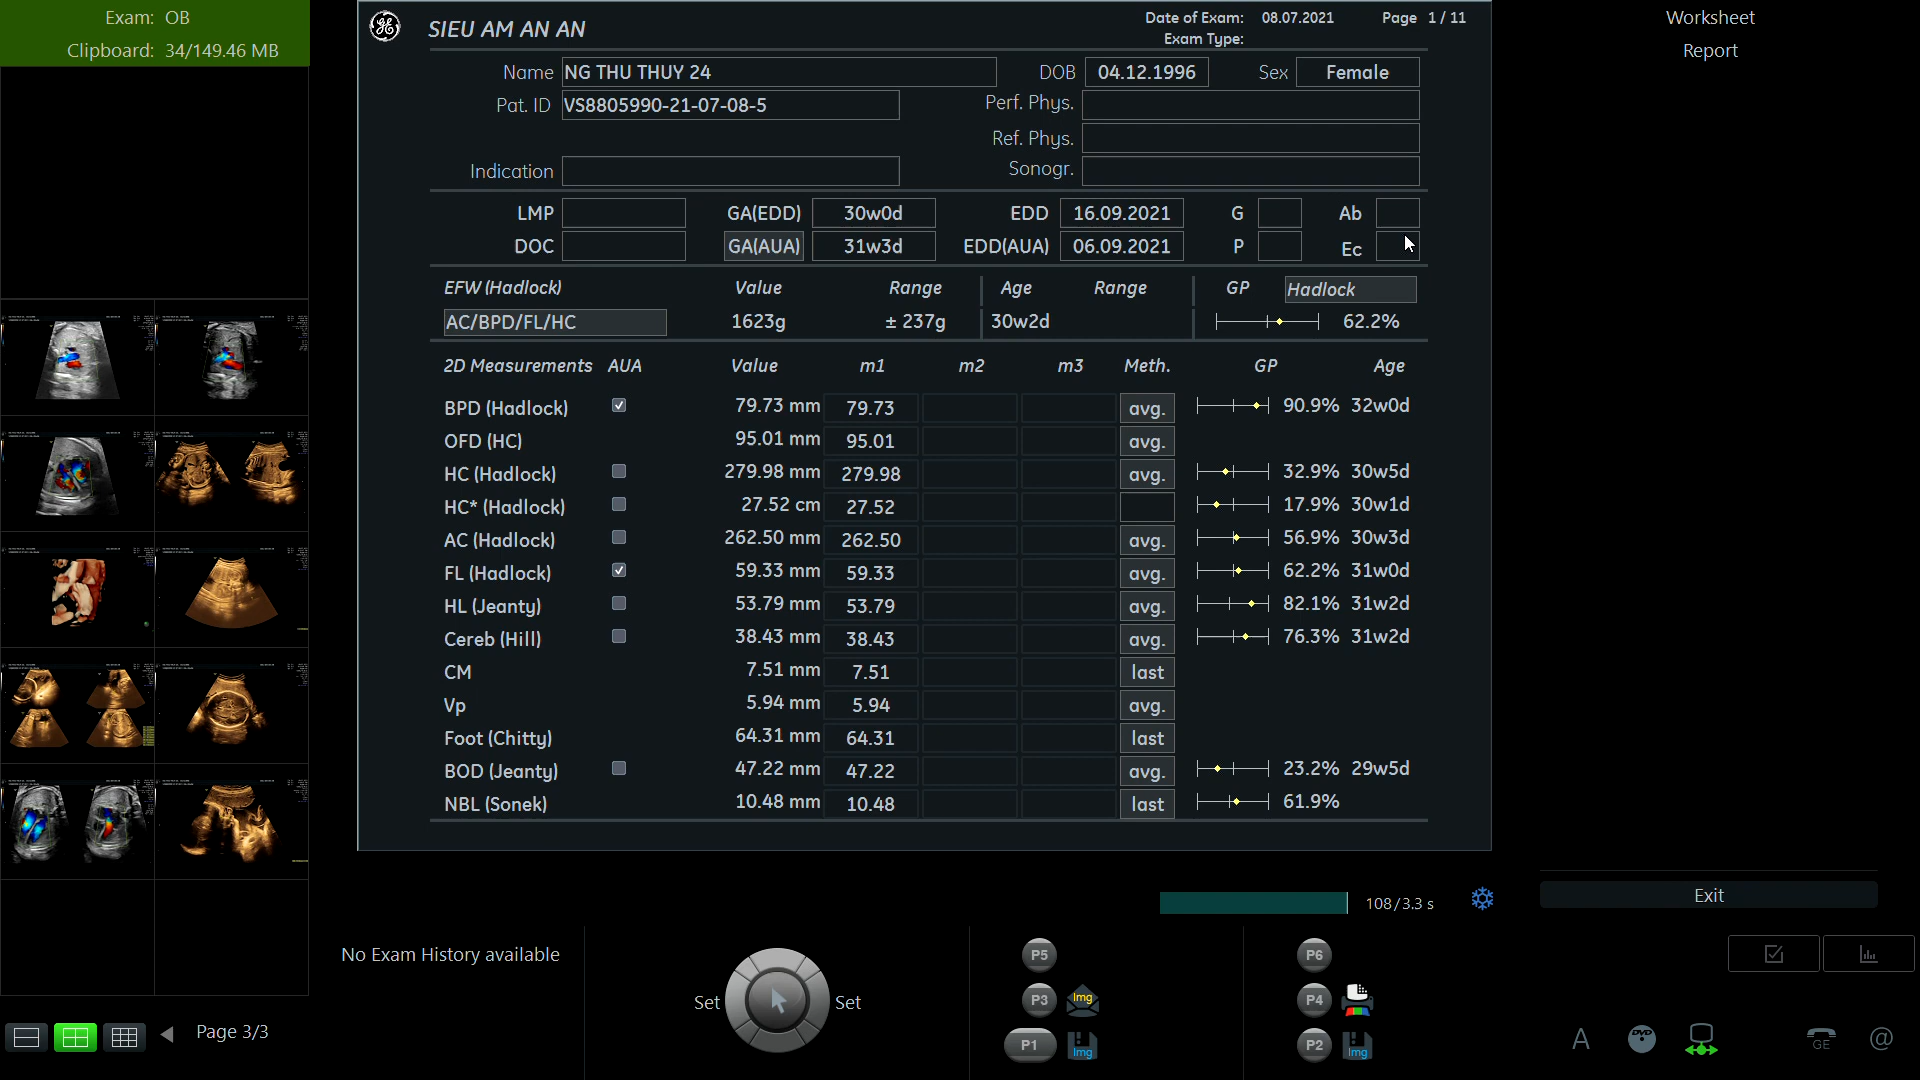 Exam: OB
Clipboard: 34/149.46 MB
SIEU AM AN AN
Date of Exam: 08.07.2021 Page 1 / 11
Exam Type:
Name NG THU THUY 24 DOB 04.12.1996 Sex Female
Pat. ID VS8805990-21-07-08-5 Perf. Phys.
Ref. Phys.
Indication Sonogr.
LMP GA(EDD) 30w0d EDD 16.09.2021 G Ab
DOC GA(AUA) 31w3d EDD(AUA) 06.09.2021 P Ec
EFW (Hadlock) Value Range Age Range GP Hadlock
AC/BPD/FL/HC 1623g ± 237g 30w2d 62.2%
2D Measurements AUA Value m1 m2 m3 Meth. GP Age
BPD (Hadlock) 79.73 mm 79.73 avg. 90.9% 32w0d
OFD (HC) 95.01 mm 95.01 avg.
HC (Hadlock) 279.98 mm 279.98 avg. 32.9% 30w5d
HC* (Hadlock) 27.52 cm 27.52 17.9% 30w1d
AC (Hadlock) 262.50 mm 262.50 avg. 56.9% 30w3d
FL (Hadlock) 59.33 mm 59.33 avg. 62.2% 31w0d
HL (Jeanty) 53.79 mm 53.79 avg. 82.1% 31w2d
Cereb (Hill) 38.43 mm 38.43 avg. 76.3% 31w2d
CM 7.51 mm 7.51 last
Vp 5.94 mm 5.94 avg.
Foot (Chitty) 64.31 mm 64.31 last
BOD (Jeanty) 47.22 mm 47.22 avg. 23.2% 29w5d
NBL (Sonek) 10.48 mm 10.48 last 61.9%
Worksheet
Report
108/3.3 s
Exit
No Exam History available
Set Set
P5
P3 Img
P1 Img
P6
P4
P2 Img
Page 3/3
A DVD GE @